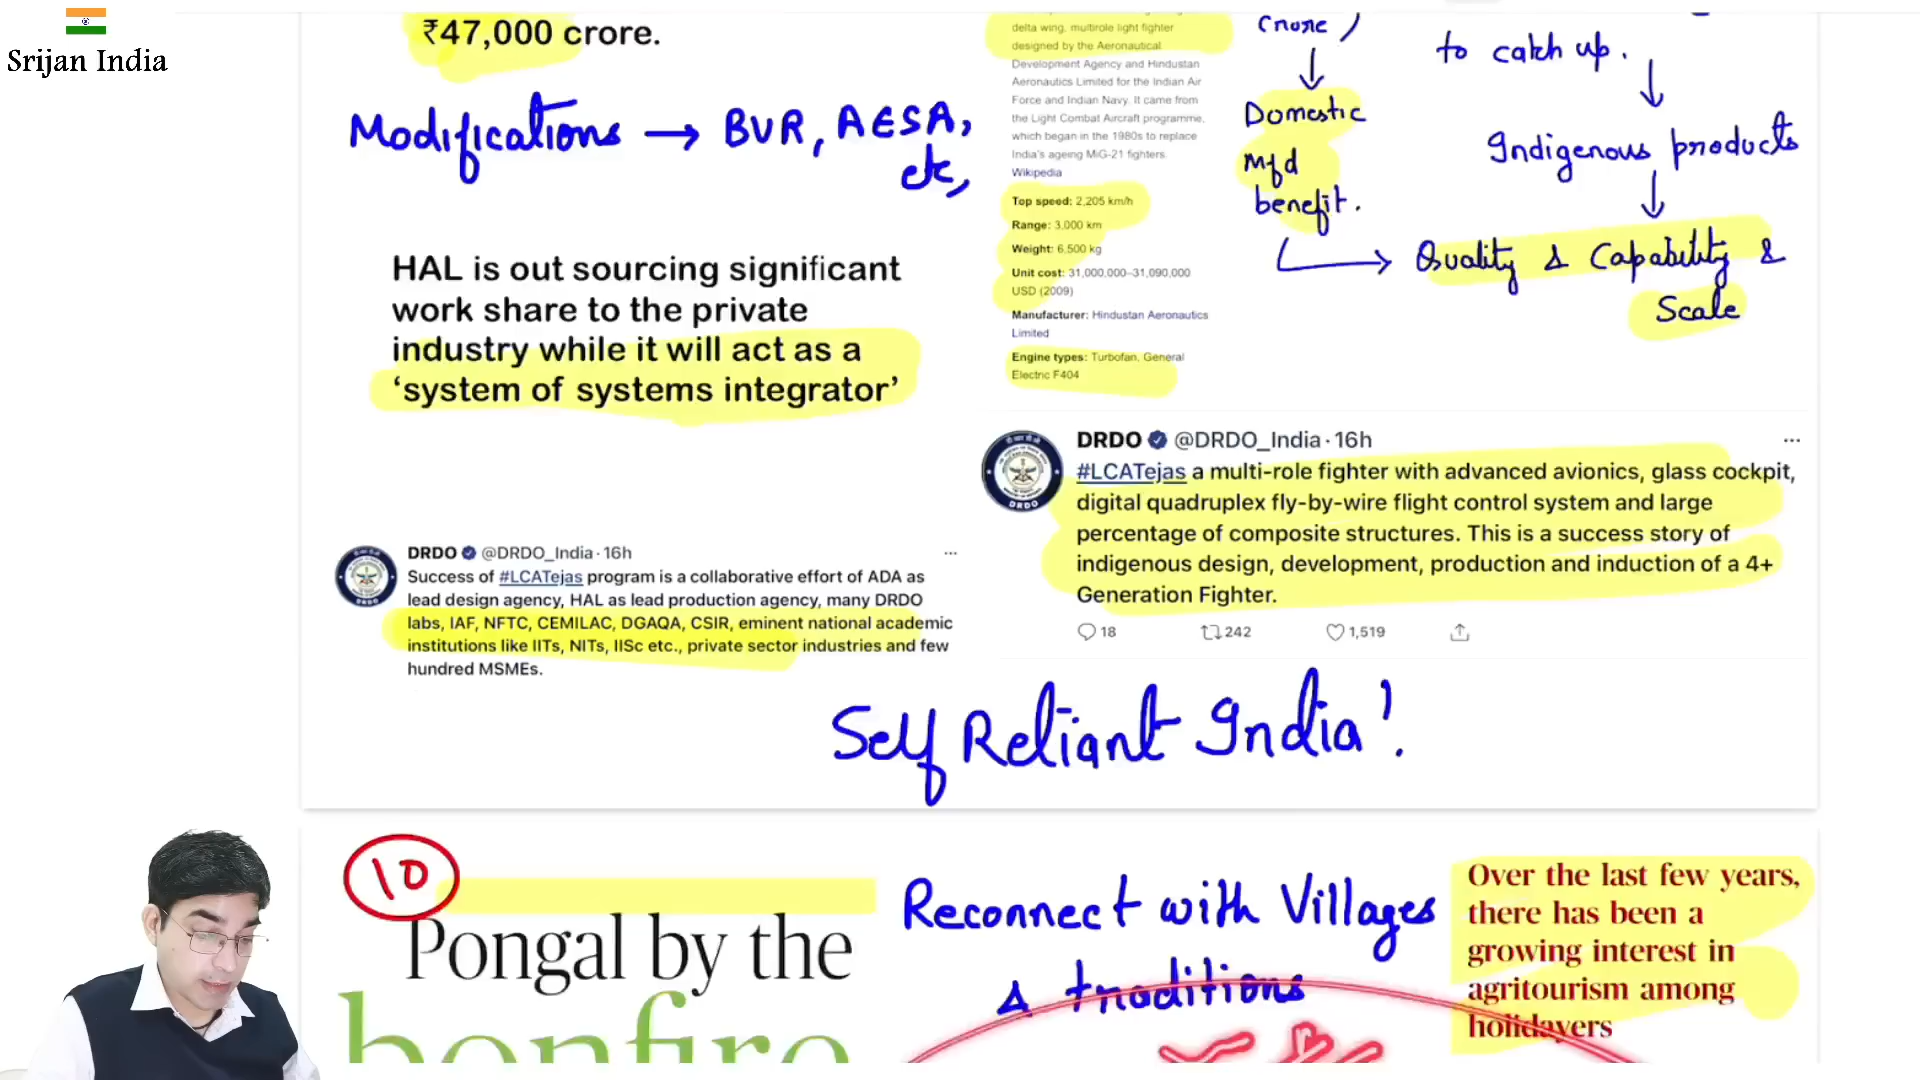 Srijan India
₹47,000 crore.
Modifications → BVR, AESA,
etc,
HAL is out sourcing significant
work share to the private
industry while it will act as a
‘system of systems integrator’
DRDO @DRDO_India · 16h
Success of #LCATejas program is a collaborative effort of ADA as
lead design agency, HAL as lead production agency, many DRDO
labs, IAF, NFTC, CEMILAC, DGAQA, CSIR, eminent national academic
institutions like IITs, NITs, IISc etc., private sector industries and few
hundred MSMEs.
delta wing, multirole light fighter
designed by the Aeronautical
Development Agency and Hindustan
Aeronautics Limited for the Indian Air
Force and Indian Navy. It came from
the Light Combat Aircraft programme,
which began in the 1980s to replace
India's ageing MiG-21 fighters.
Wikipedia
Top speed: 2,205 km/h
Range: 3,000 km
Weight: 6,500 kg
Unit cost: 31,000,000–31,090,000
USD (2009)
Manufacturer: Hindustan Aeronautics
Limited
Engine types: Turbofan, General
Electric F404
crore)
↓
Domestic
Mfd
benefit.
to catch up.
↓
Indigenous products
↓
→ Quality & Capability &
Scale
DRDO @DRDO_India · 16h
#LCATejas a multi-role fighter with advanced avionics, glass cockpit,
digital quadruplex fly-by-wire flight control system and large
percentage of composite structures. This is a success story of
indigenous design, development, production and induction of a 4+
Generation Fighter.
18 242 1,519
Self Reliant India!
10
Pongal by the
bonfire
Reconnect with Villages
& traditions
Over the last few years,
there has been a
growing interest in
agritourism among
holidayers